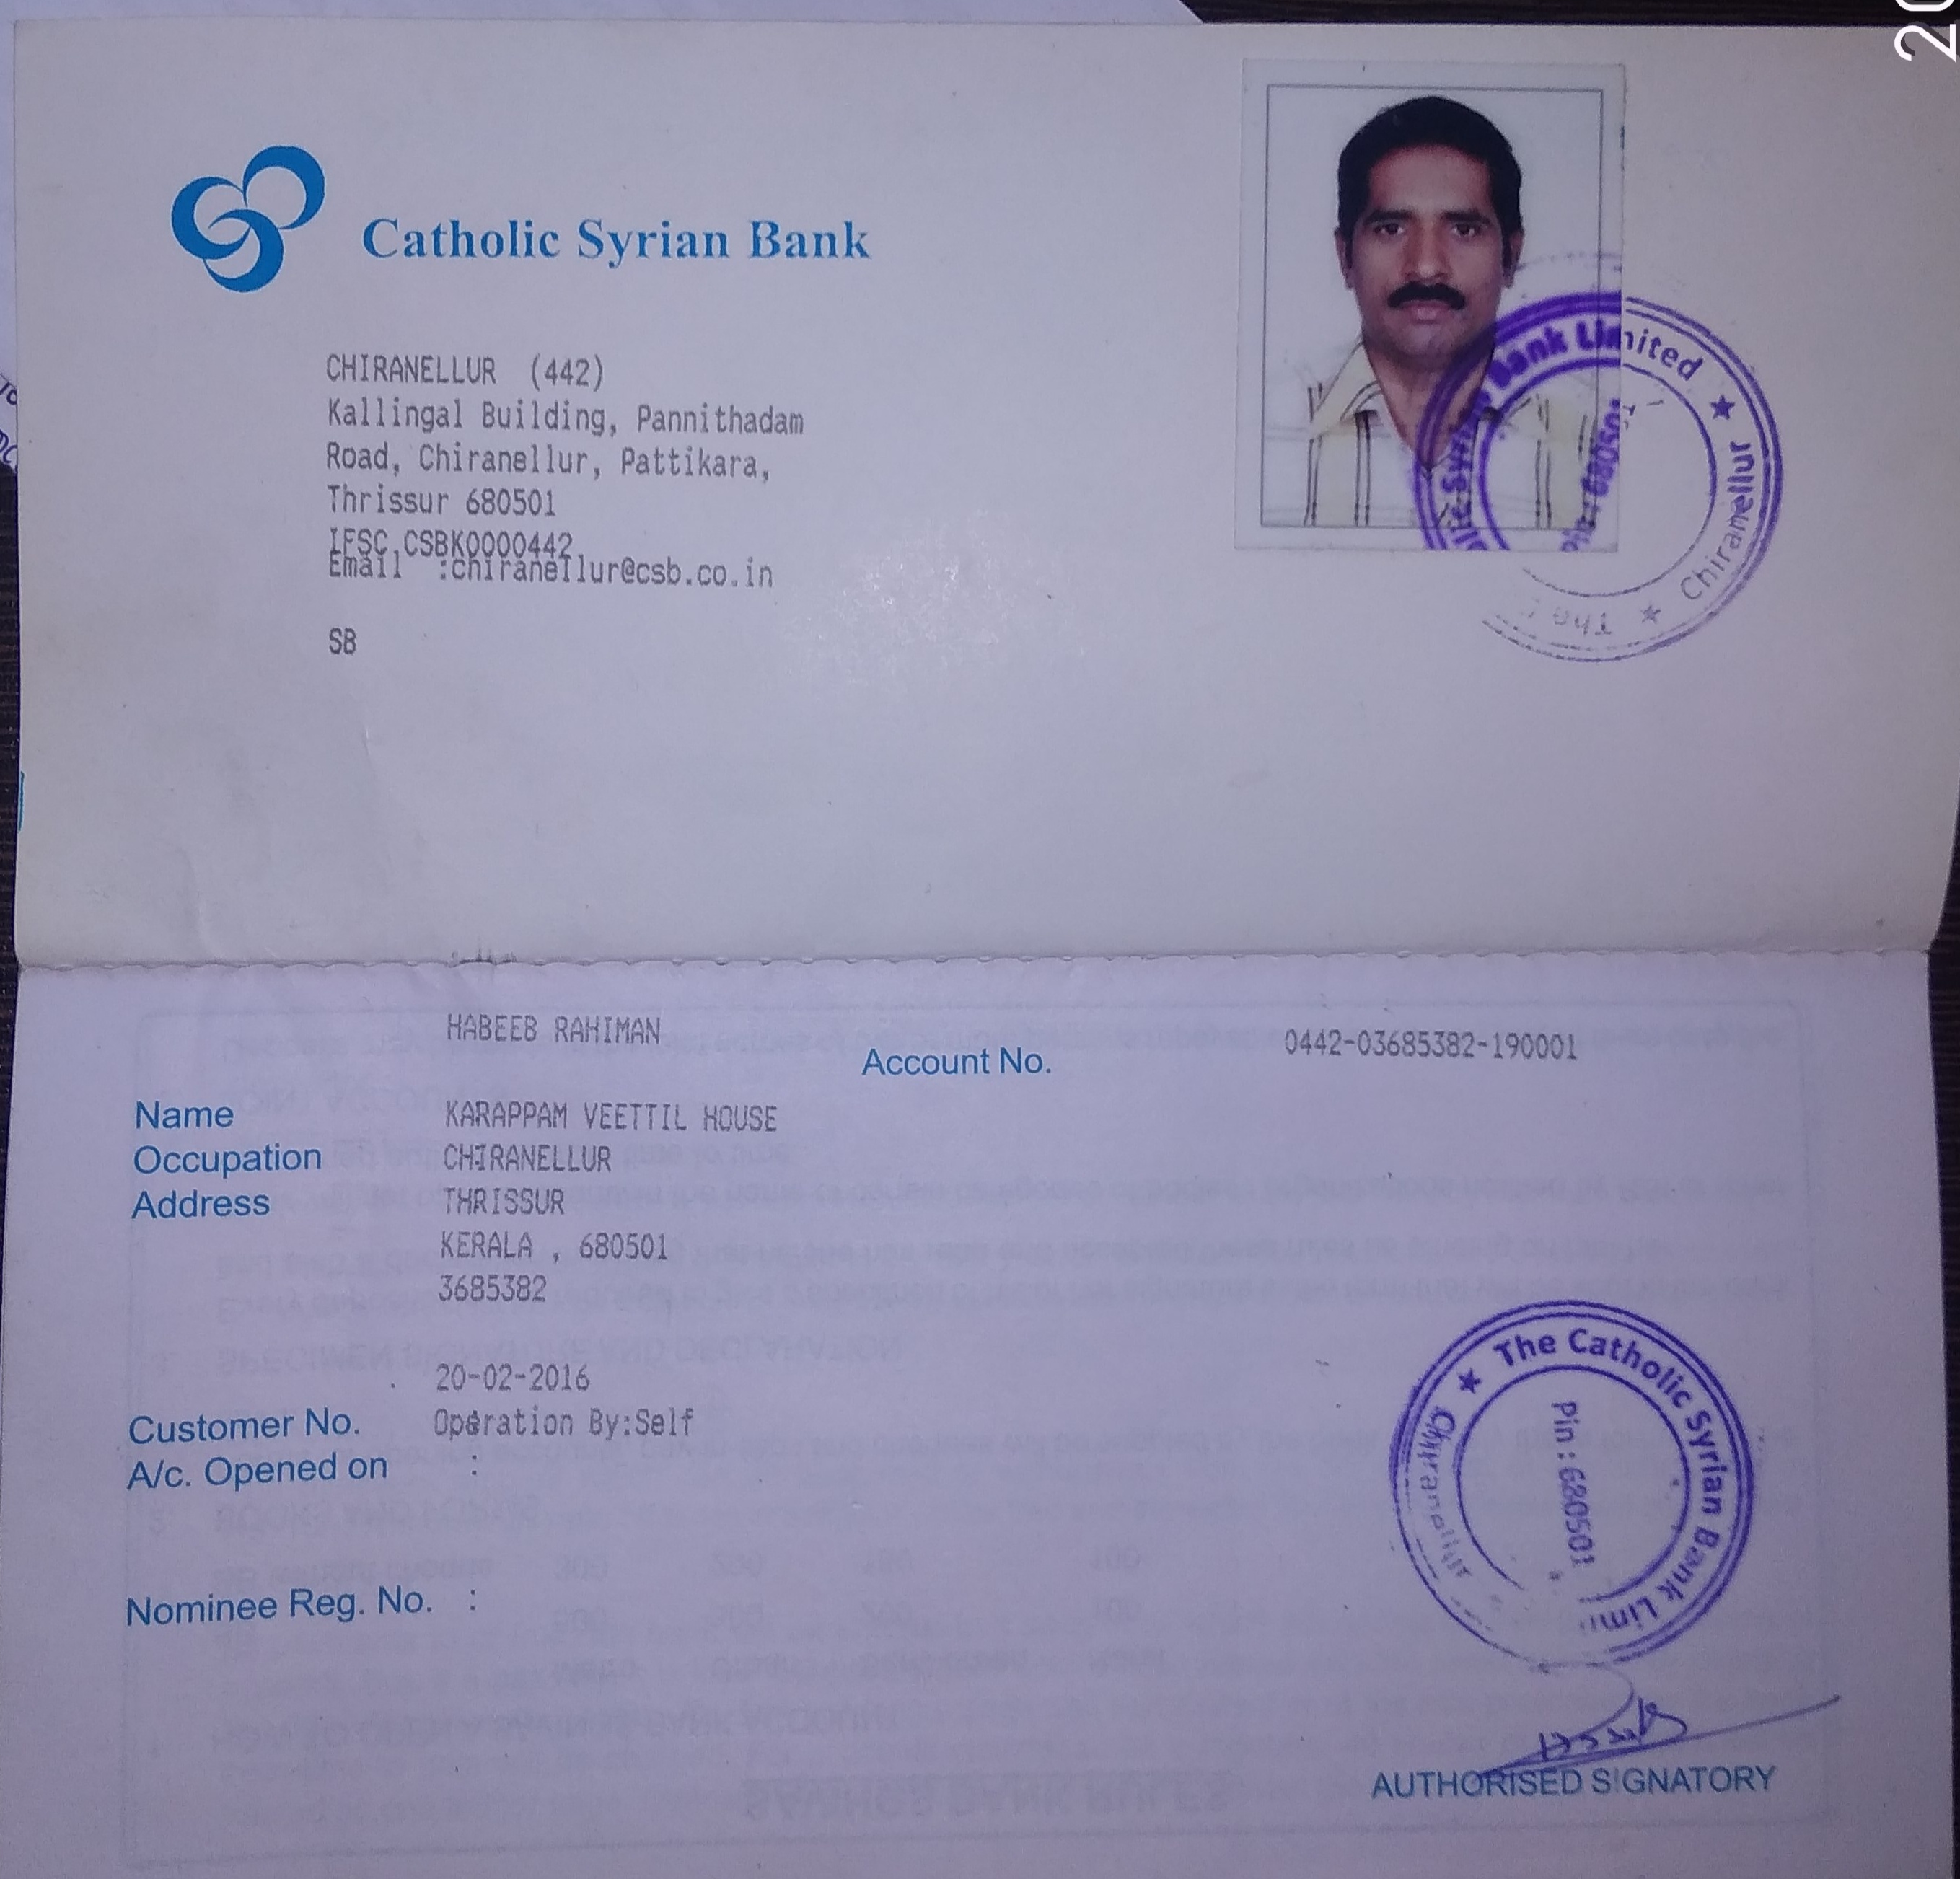 20
Catholic Syrian Bank
CHIRANELLUR (442)
Kallingal Building, Pannithadam
Road, Chiranellur, Pattikara,
Thrissur 680501
IFSC CSBK0000442
Email :chiranellur@csb.co.in
SB
Bank Limited ★ Chiranellur ★ The
Pin : 680501
HABEEB RAHIMAN
Account No. 0442-03685382-190001
Name KARAPPAM VEETTIL HOUSE
Occupation CHIRANELLUR
Address THRISSUR
KERALA , 680501
3685382
20-02-2016
Customer No. Operation By:Self
A/c. Opened on :
Nominee Reg. No. :
★ The Catholic Syrian Bank Limi
Chiranellur
Pin : 680501
AUTHORISED SIGNATORY